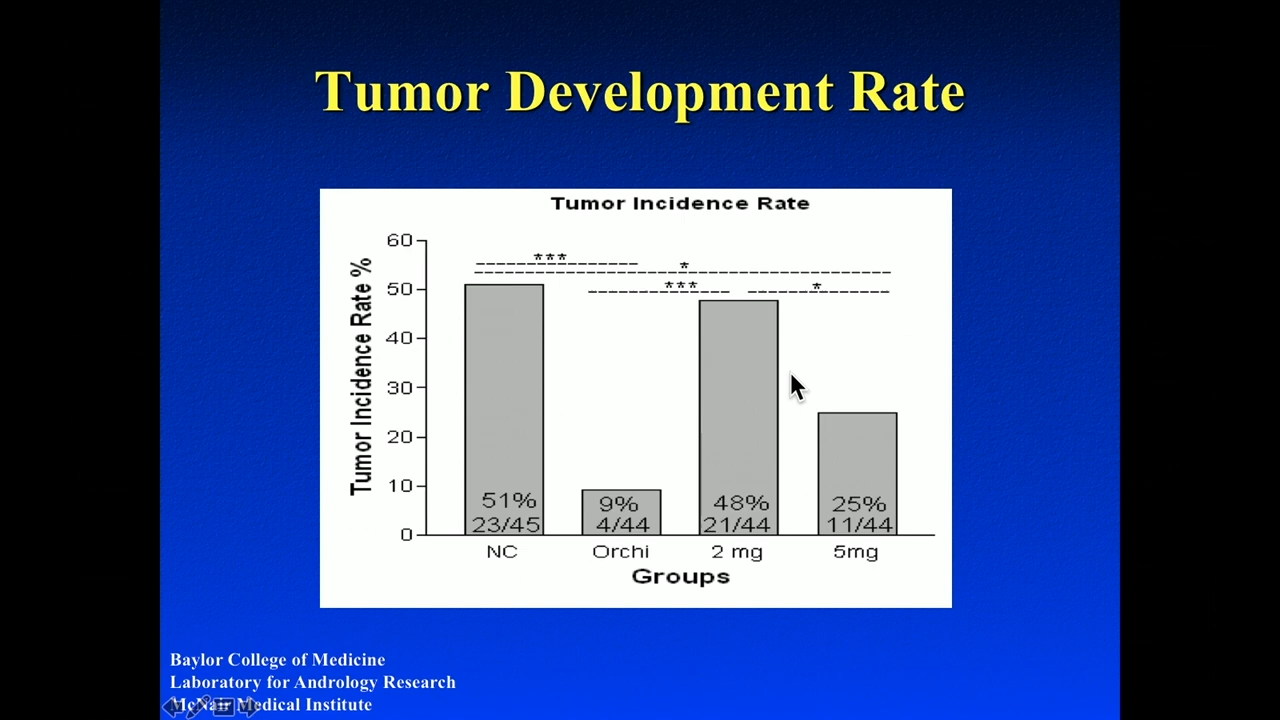 Tumor Development Rate
Tumor Incidence Rate
Tumor Incidence Rate %
60
50
40
30
20
10
0
***
*
***
*
51%
23/45
9%
4/44
48%
21/44
25%
11/44
NC
Orchi
2 mg
5mg
Groups
Baylor College of Medicine
Laboratory for Andrology Research
McNair Medical Institute